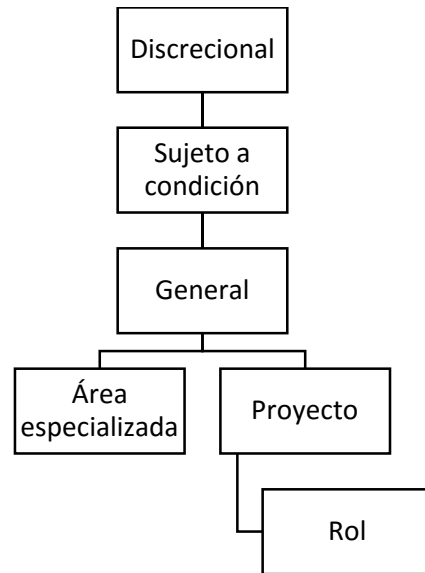 Discrecional
Sujeto a
condición
General
Área
especializada
Proyecto
Rol